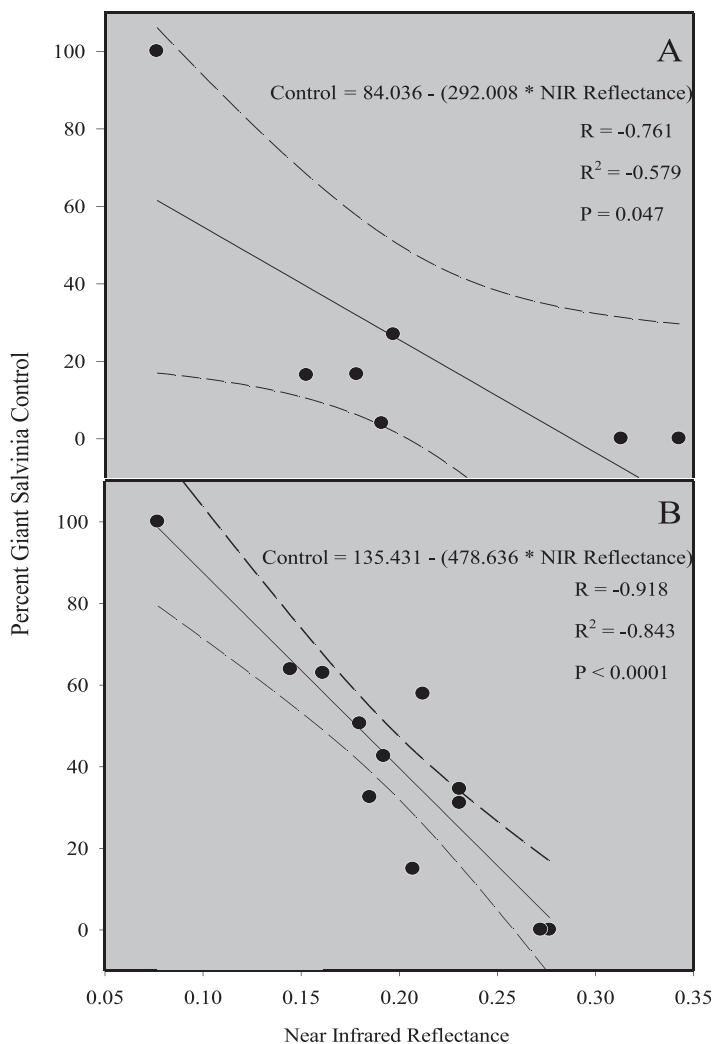 A
Control = 84.036 - (292.008 * NIR Reflectance)
R = -0.761
R² = -0.579
P = 0.047
100
80
60
40
20
0
Percent Giant Salvinia Control
B
Control = 135.431 - (478.636 * NIR Reflectance)
R = -0.918
R² = -0.843
P < 0.0001
100
80
60
40
20
0
0.05 0.10 0.15 0.20 0.25 0.30 0.35
Near Infrared Reflectance